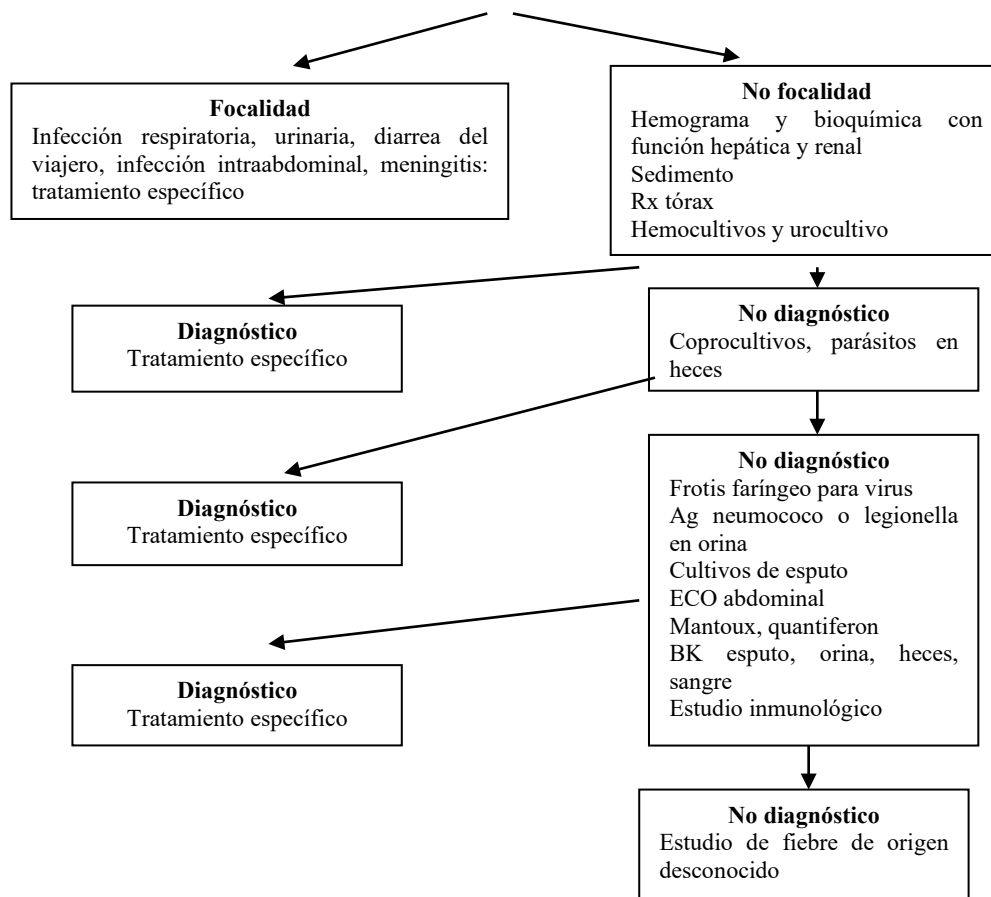 Focalidad
Infección respiratoria, urinaria, diarrea del
viajero, infección intraabdominal, meningitis:
tratamiento específico
No focalidad
Hemograma y bioquímica con
función hepática y renal
Sedimento
Rx tórax
Hemocultivos y urocultivo
Diagnóstico
Tratamiento específico
No diagnóstico
Coprocultivos, parásitos en
heces
Diagnóstico
Tratamiento específico
No diagnóstico
Frotis faríngeo para virus
Ag neumococo o legionella
en orina
Cultivos de esputo
ECO abdominal
Mantoux, quantiferon
BK esputo, orina, heces,
sangre
Estudio inmunológico
Diagnóstico
Tratamiento específico
No diagnóstico
Estudio de fiebre de origen
desconocido